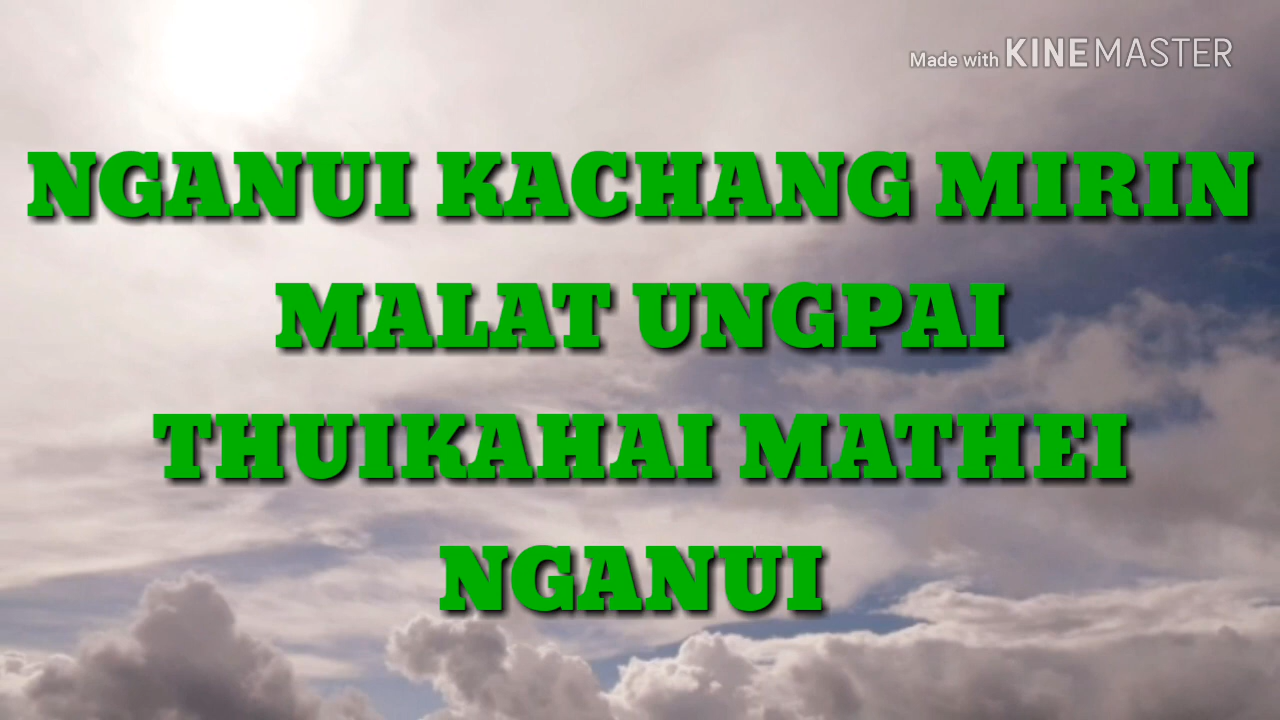 Made with KINEMASTER
NGANUI KACHANG MIRIN
MALAT UNGPAI
THUIKAHAI MATHEI
NGANUI